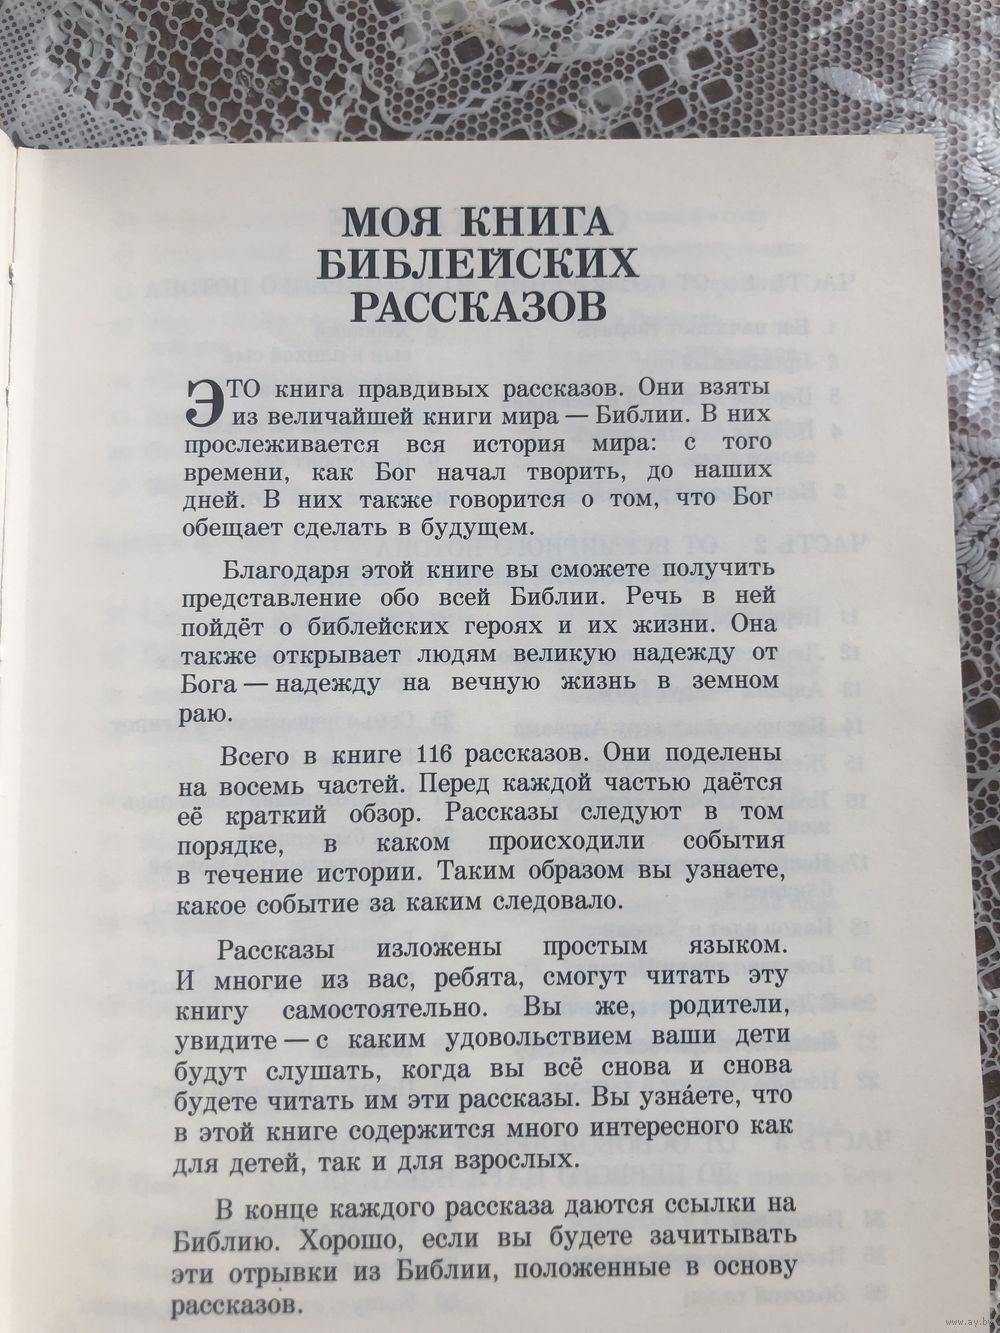 МОЯ КНИГА
БИБЛЕЙСКИХ
РАССКАЗОВ
ЭТО книга правдивых рассказов. Они взяты
из величайшей книги мира — Библии. В них
прослеживается вся история мира: с того
времени, как Бог начал творить, до наших
дней. В них также говорится о том, что Бог
обещает сделать в будущем.
Благодаря этой книге вы сможете получить
представление обо всей Библии. Речь в ней
пойдёт о библейских героях и их жизни. Она
также открывает людям великую надежду от
Бога — надежду на вечную жизнь в земном
раю.
Всего в книге 116 рассказов. Они поделены
на восемь частей. Перед каждой частью даётся
её краткий обзор. Рассказы следуют в том
порядке, в каком происходили события
в течение истории. Таким образом вы узнаете,
какое событие за каким следовало.
Рассказы изложены простым языком.
И многие из вас, ребята, смогут читать эту
книгу самостоятельно. Вы же, родители,
увидите — с каким удовольствием ваши дети
будут слушать, когда вы всё снова и снова
будете читать им эти рассказы. Вы узна́ете, что
в этой книге содержится много интересного как
для детей, так и для взрослых.
В конце каждого рассказа даются ссылки на
Библию. Хорошо, если вы будете зачитывать
эти отрывки из Библии, положенные в основу
рассказов.
www.ay.by